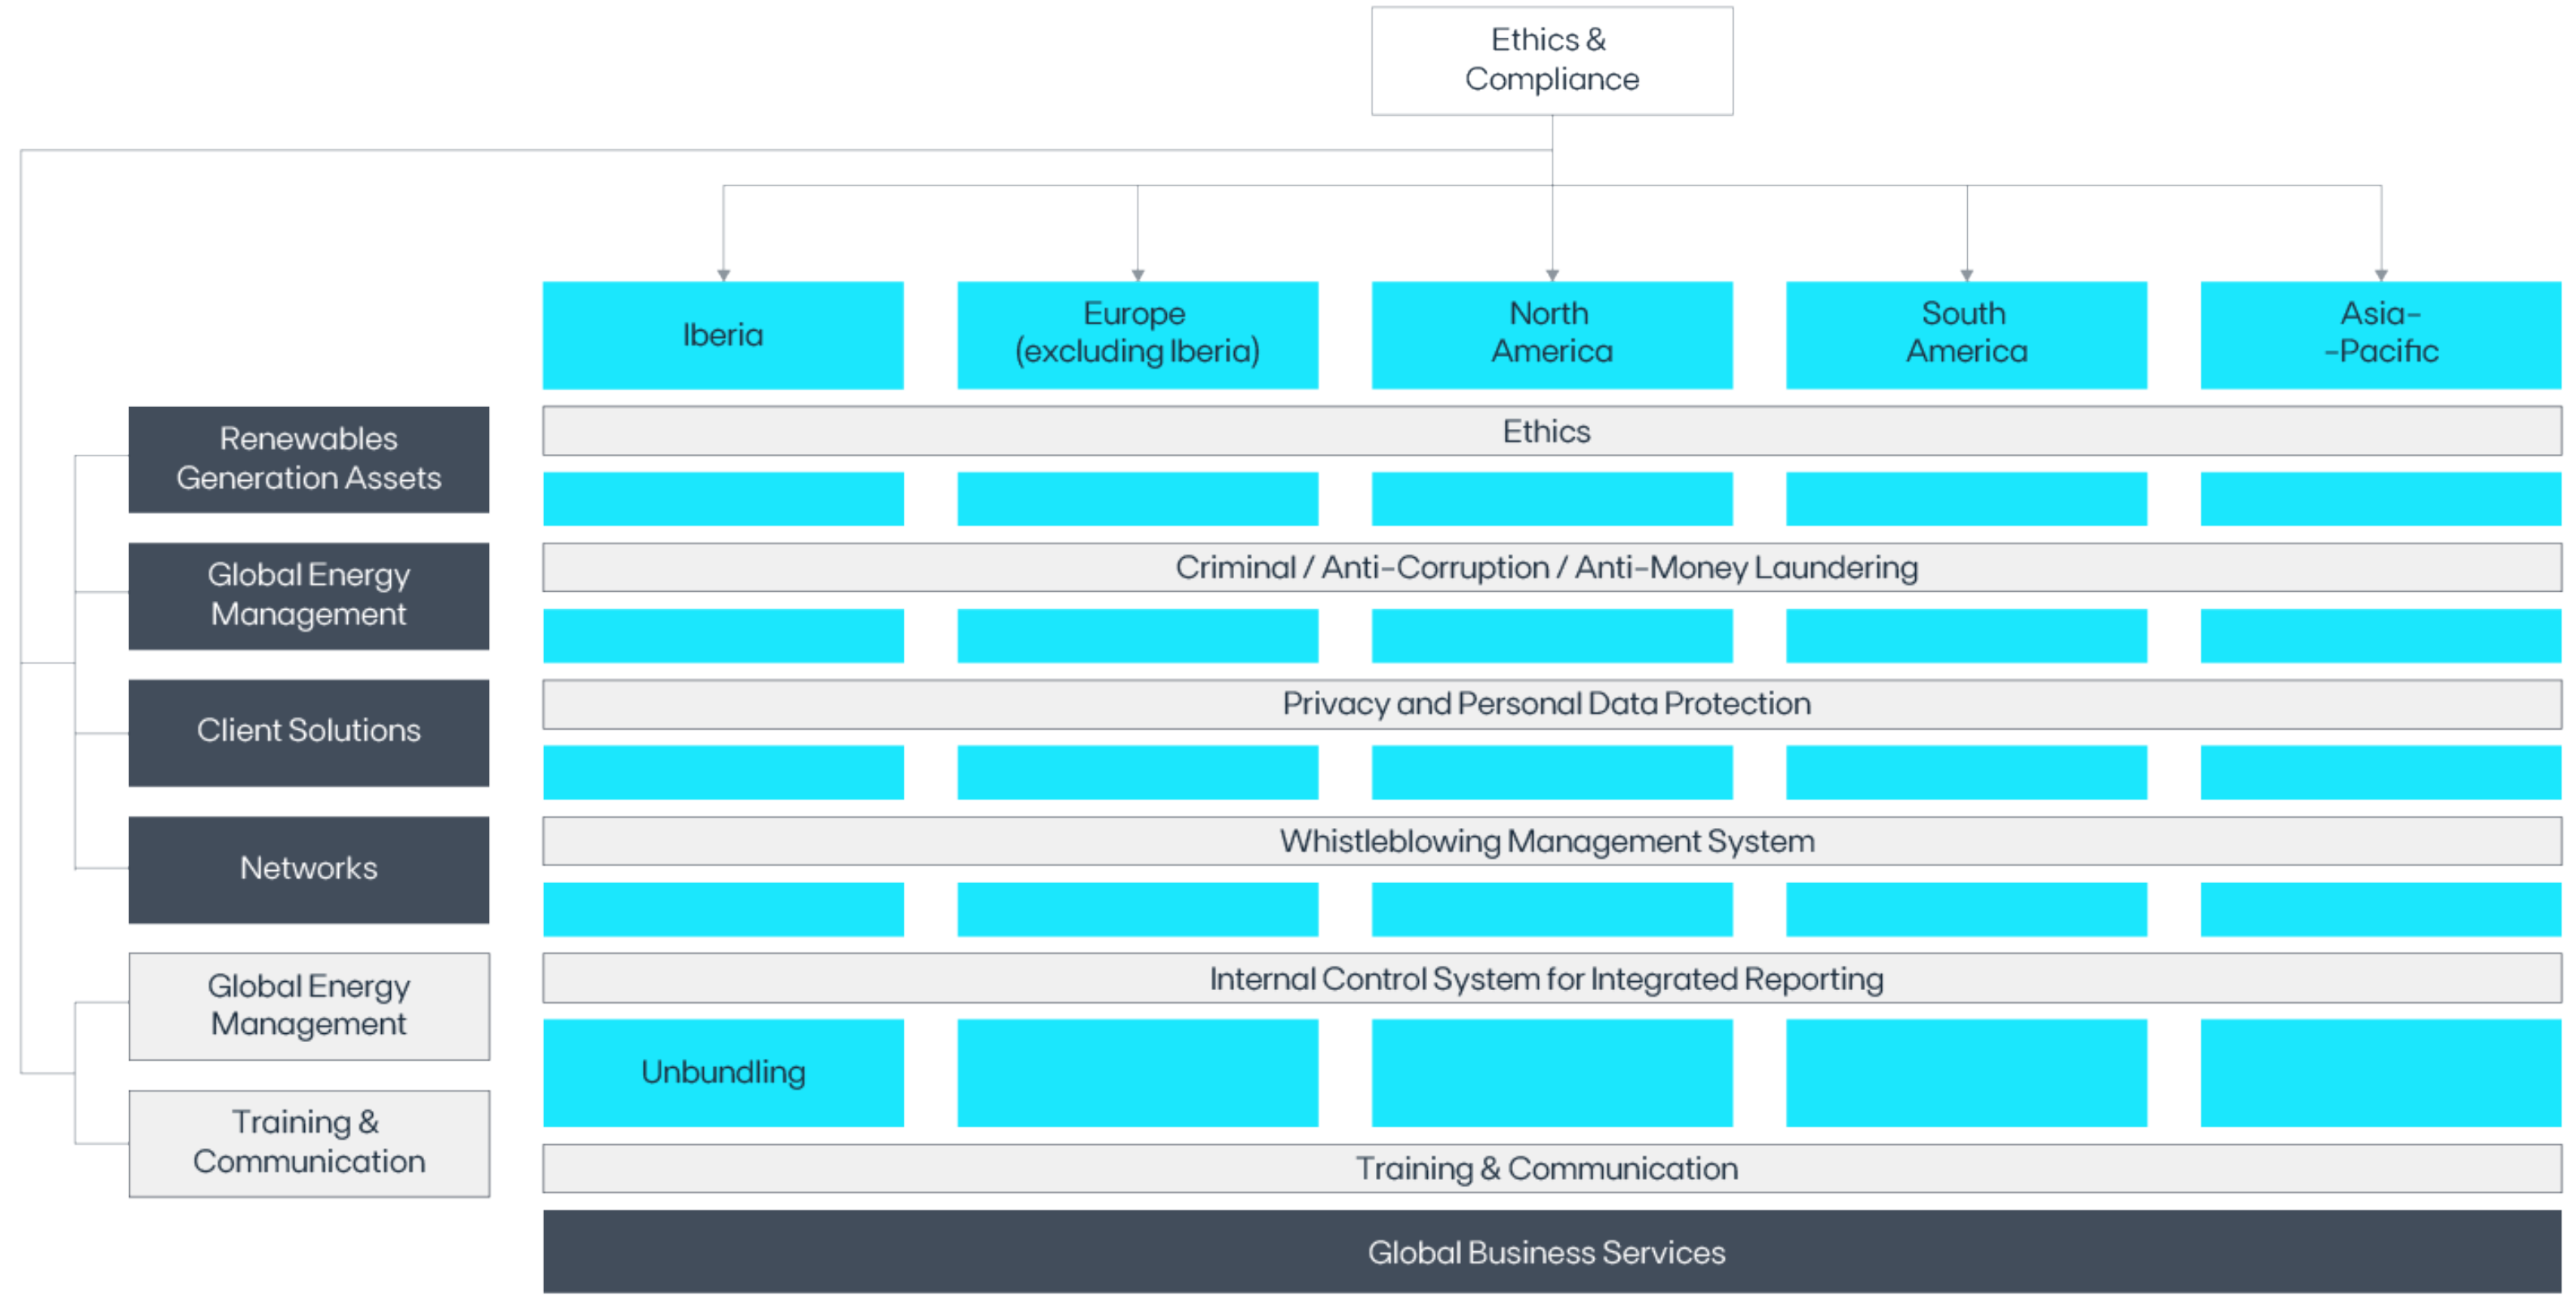 Ethics &
Compliance
Iberia
Europe
(excluding Iberia)
North
America
South
America
Asia-
-Pacific
Renewables
Generation Assets
Ethics
Global Energy
Management
Criminal / Anti-Corruption / Anti-Money Laundering
Client Solutions
Privacy and Personal Data Protection
Networks
Whistleblowing Management System
Global Energy
Management
Internal Control System for Integrated Reporting
Unbundling
Training &
Communication
Training & Communication
Global Business Services